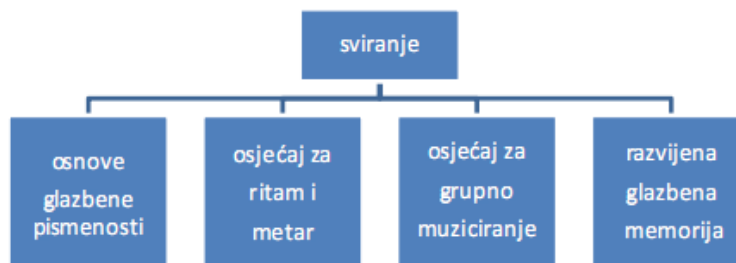 sviranje
osnove
glazbene
pismenosti
osjećaj za
ritam i
metar
osjećaj za
grupno
muziciranje
razvijena
glazbena
memorija